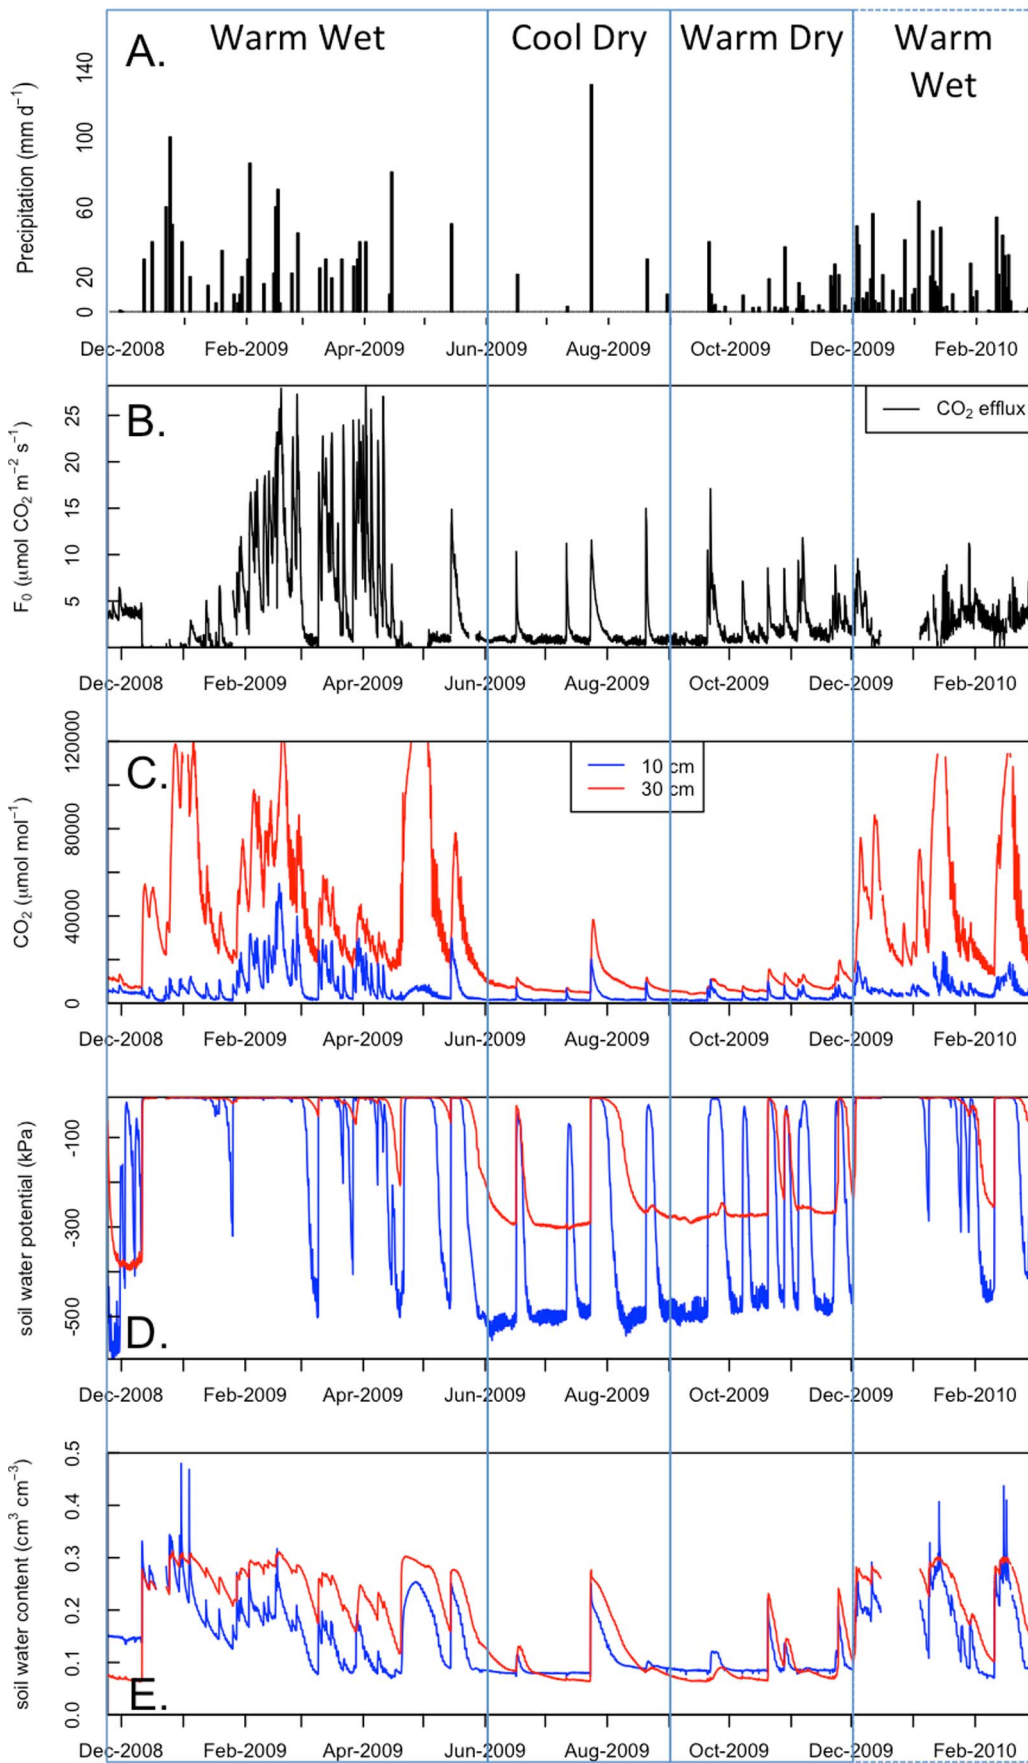 Warm Wet
Cool Dry
Warm Dry
Warm
Wet
A.
Precipitation (mm d⁻¹)
140
100
60
20
0
Dec-2008 Feb-2009 Apr-2009 Jun-2009 Aug-2009 Oct-2009 Dec-2009 Feb-2010
B.
CO₂ efflux
F₀ (μmol CO₂ m⁻² s⁻¹)
25
20
15
10
5
Dec-2008 Feb-2009 Apr-2009 Jun-2009 Aug-2009 Oct-2009 Dec-2009 Feb-2010
C.
10 cm
30 cm
CO₂ (μmol mol⁻¹)
120000
80000
40000
0
Dec-2008 Feb-2009 Apr-2009 Jun-2009 Aug-2009 Oct-2009 Dec-2009 Feb-2010
soil water potential (kPa)
-100
-300
-500
D.
Dec-2008 Feb-2009 Apr-2009 Jun-2009 Aug-2009 Oct-2009 Dec-2009 Feb-2010
soil water content (cm³ cm⁻³)
0.5
0.4
0.3
0.2
0.1
0.0
E.
Dec-2008 Feb-2009 Apr-2009 Jun-2009 Aug-2009 Oct-2009 Dec-2009 Feb-2010